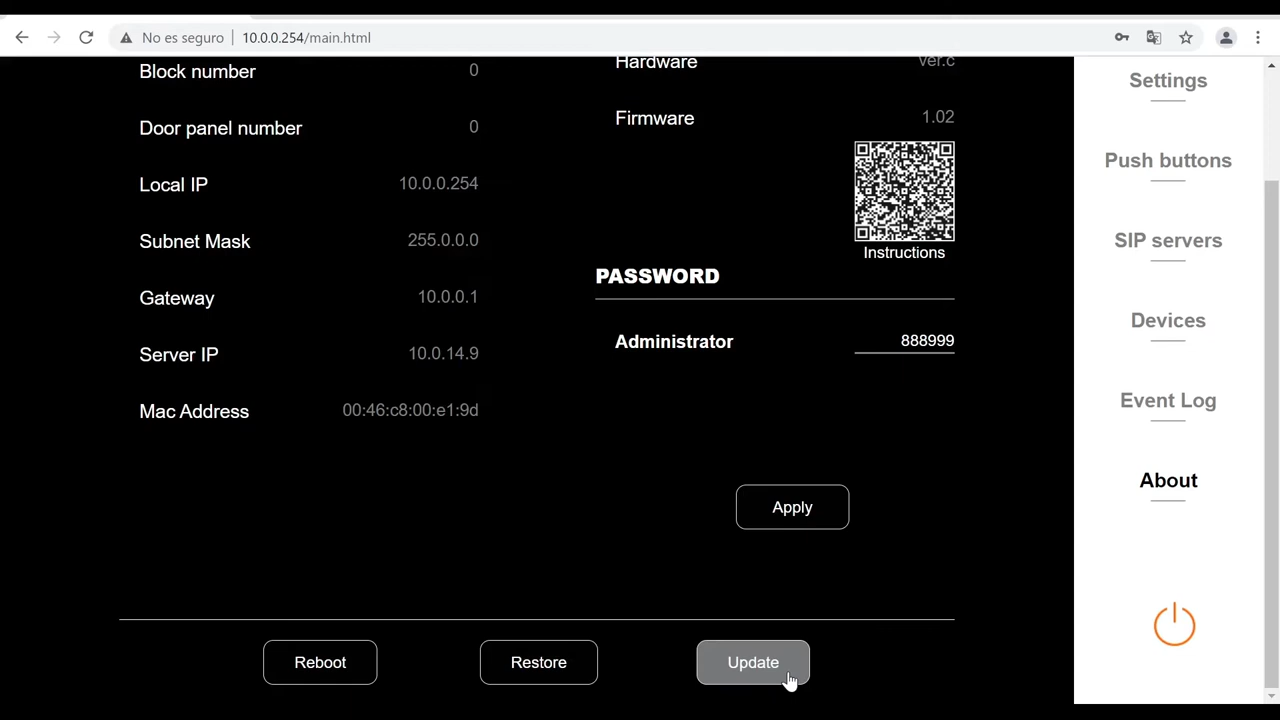 No es seguro
10.0.0.254/main.html
Block number 0
Door panel number 0
Local IP 10.0.0.254
Subnet Mask 255.0.0.0
Gateway 10.0.0.1
Server IP 10.0.14.9
Mac Address 00:46:c8:00:e1:9d
Hardware ver.c
Firmware 1.02
Instructions
PASSWORD
Administrator 888999
Apply
Reboot
Restore
Update
Settings
Push buttons
SIP servers
Devices
Event Log
About